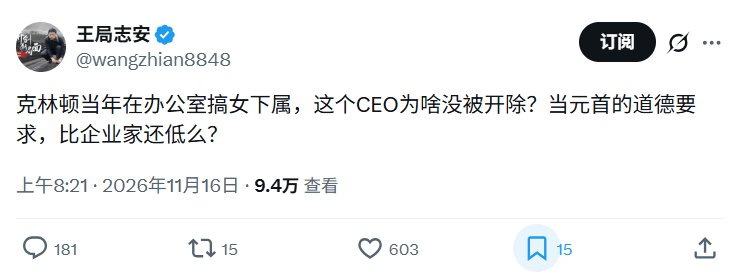 王局志安
@wangzhian8848
订阅
克林顿当年在办公室搞女下属，这个CEO为啥没被开除？当元首的道德要
求，比企业家还低么？
上午8:21 · 2026年11月16日 · 9.4万 查看
181 15 603 15